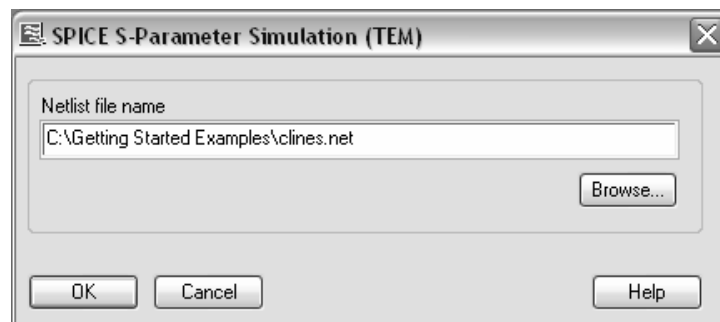 SPICE S-Parameter Simulation (TEM)
Netlist file name
C:\Getting Started Examples\clines.net
Browse...
OK Cancel Help